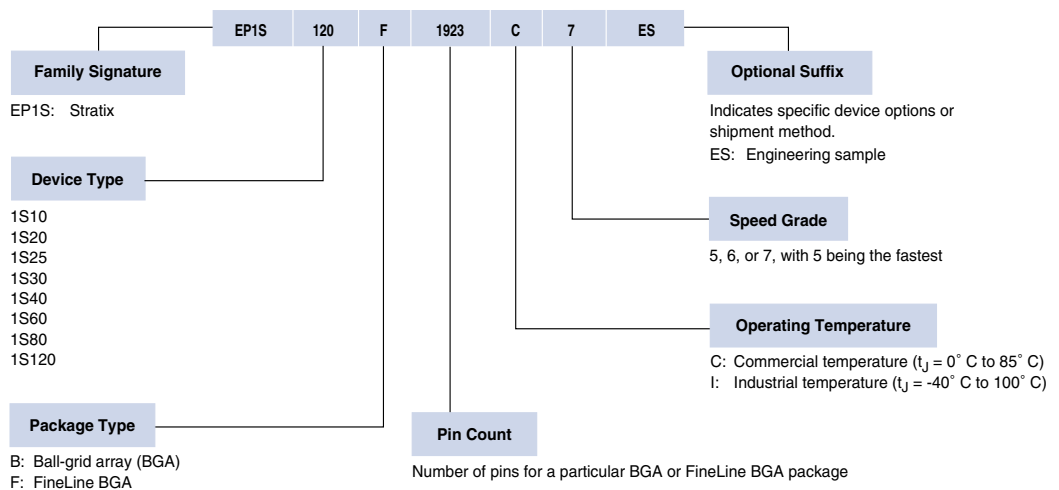 EP1S 120 F 1923 C 7 ES
Family Signature
EP1S: Stratix
Device Type
1S10
1S20
1S25
1S30
1S40
1S60
1S80
1S120
Package Type
B: Ball-grid array (BGA)
F: FineLine BGA
Pin Count
Number of pins for a particular BGA or FineLine BGA package
Optional Suffix
Indicates specific device options or
shipment method.
ES: Engineering sample
Speed Grade
5, 6, or 7, with 5 being the fastest
Operating Temperature
C: Commercial temperature (tJ = 0° C to 85° C)
I: Industrial temperature (tJ = -40° C to 100° C)